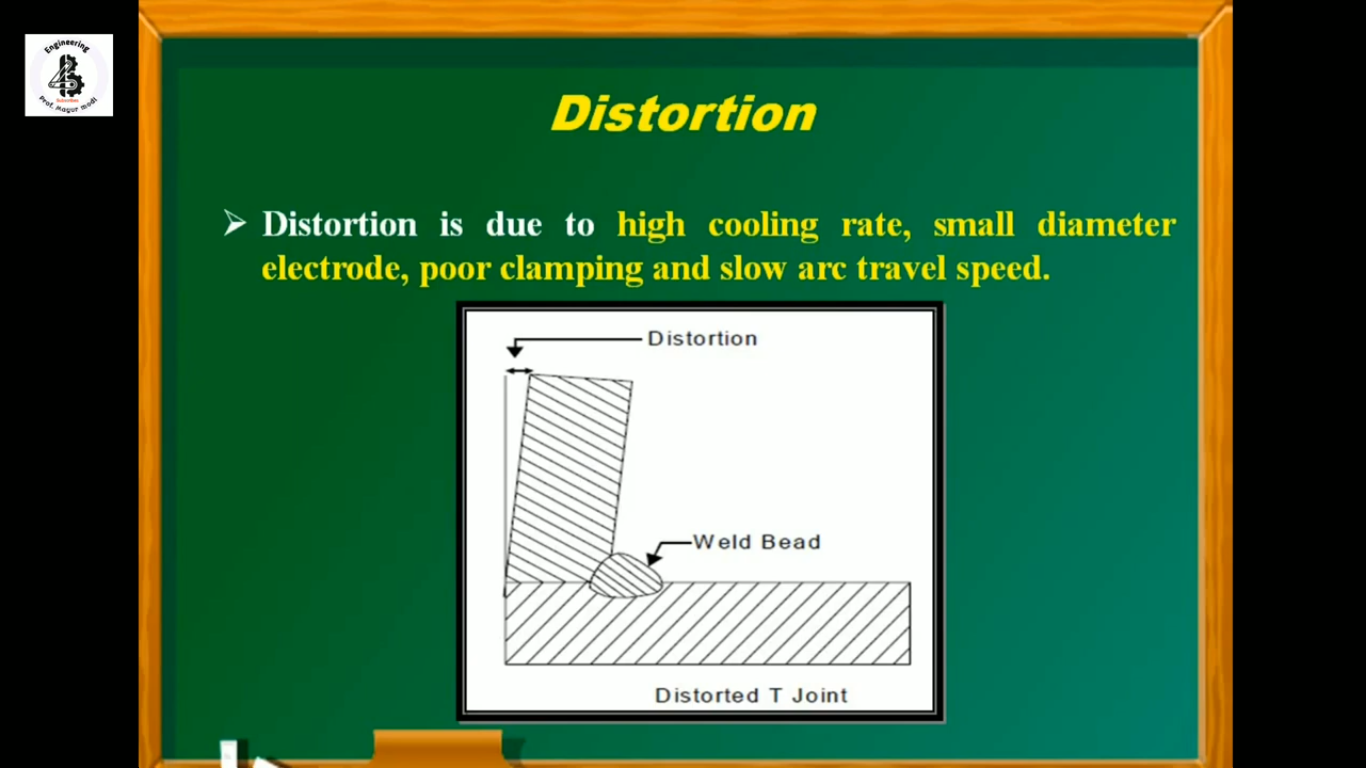 Engineering
Prof. Mayur modi
Distortion
➢ Distortion is due to high cooling rate, small diameter
electrode, poor clamping and slow arc travel speed.
Distortion
Weld Bead
Distorted T Joint